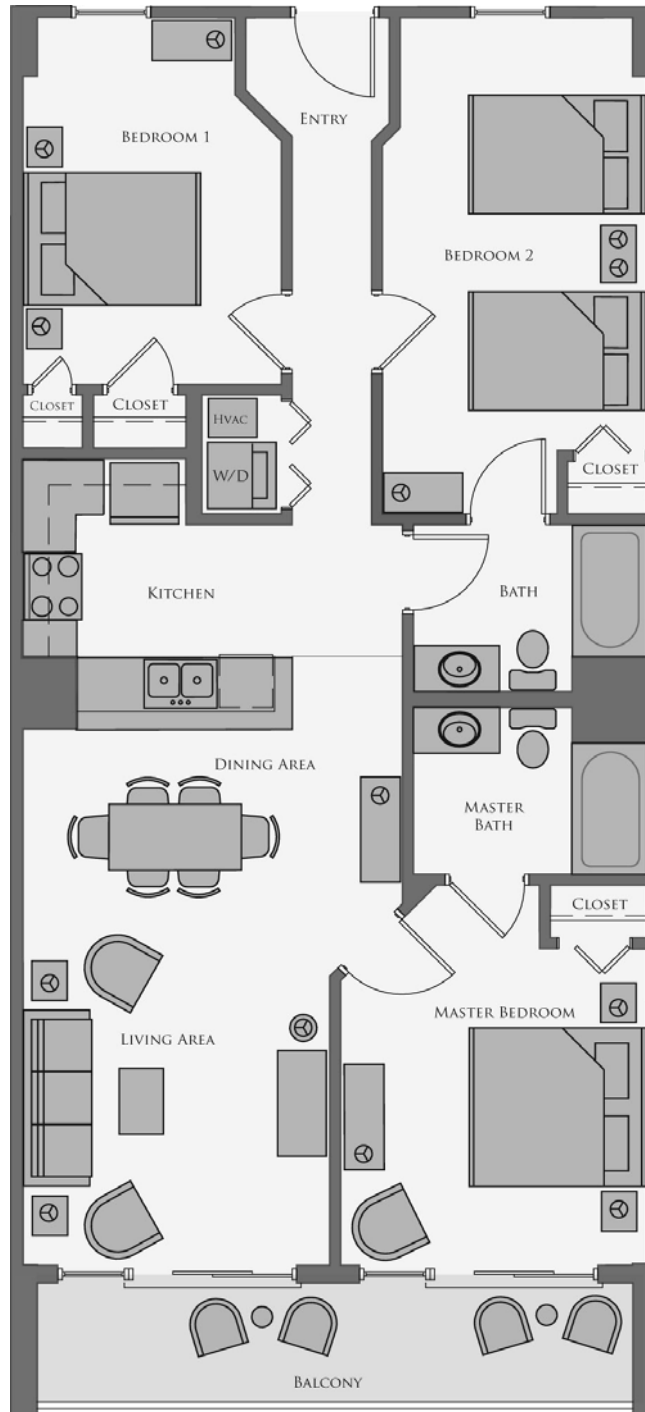 Entry
Bedroom 1
Bedroom 2
Closet
Closet
Hvac
W/D
Closet
Kitchen
Bath
Dining Area
Master
Bath
Closet
Master Bedroom
Living Area
Balcony